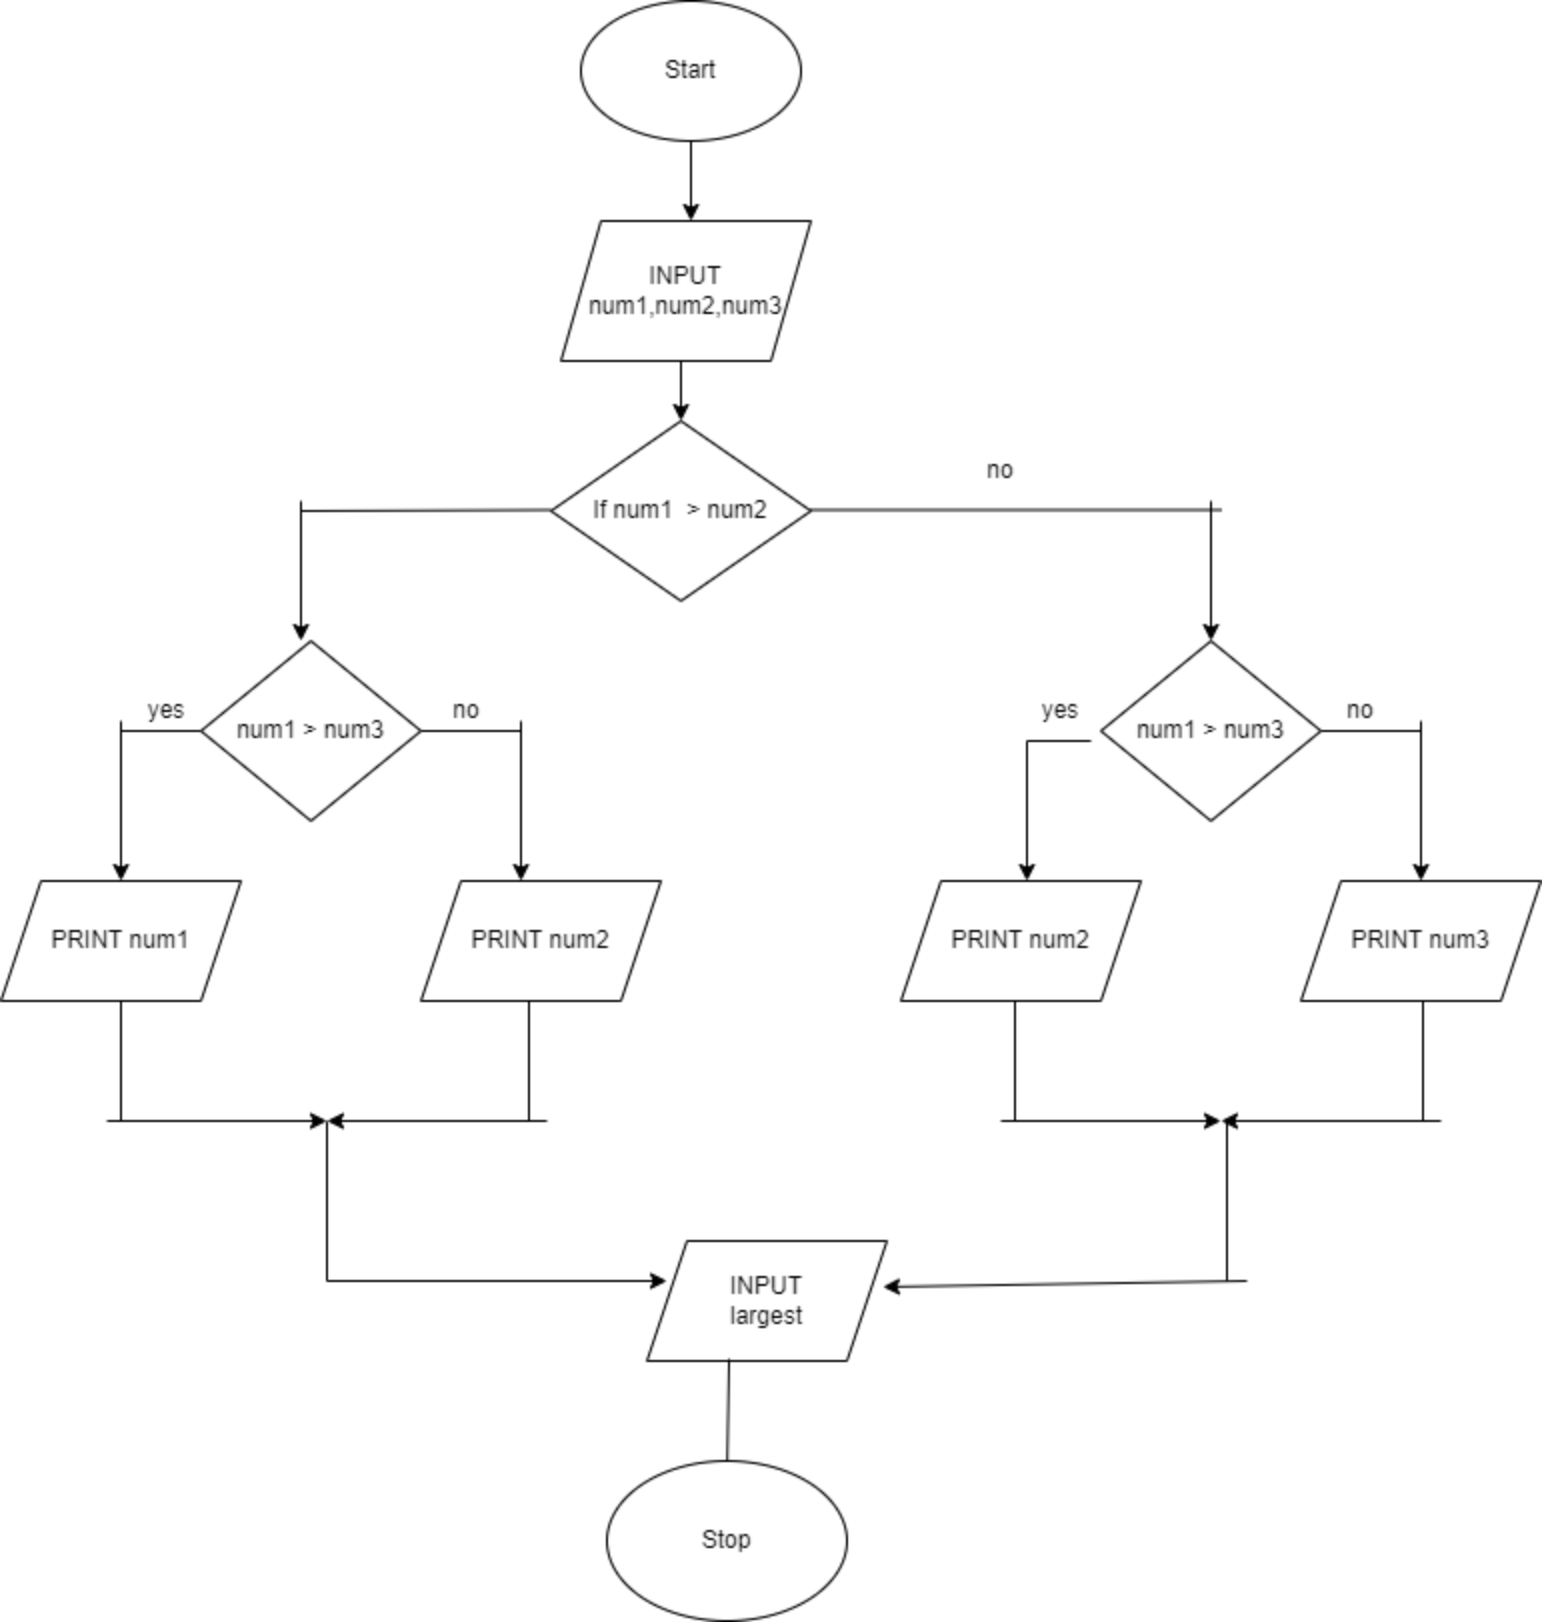 Start
INPUT
num1,num2,num3
no
If num1  > num2
yes
num1 > num3
no
yes
num1 > num3
no
PRINT num1
PRINT num2
PRINT num2
PRINT num3
INPUT
largest
Stop